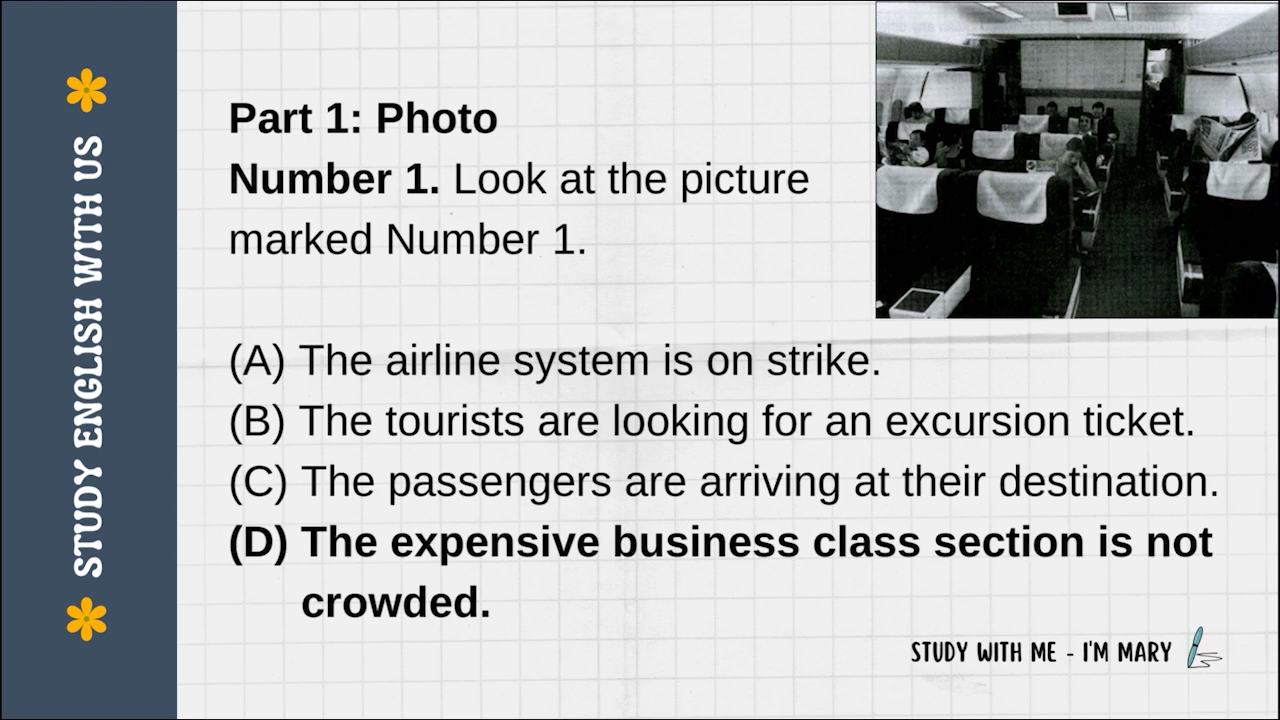 STUDY ENGLISH WITH US
Part 1: Photo
Number 1. Look at the picture
marked Number 1.
(A) The airline system is on strike.
(B) The tourists are looking for an excursion ticket.
(C) The passengers are arriving at their destination.
(D) The expensive business class section is not
crowded.
STUDY WITH ME - I'M MARY